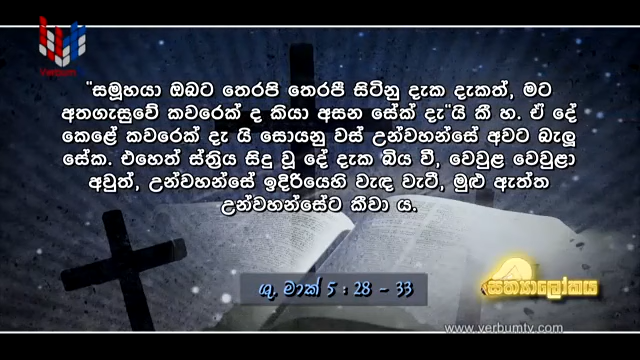 Verbum
"සමූහයා ඔබට තෙරපි තෙරපී සිටිනු දැක දැකත්, මට
අතගැසුවේ කවරෙක් ද කියා අසන සේක් දැ"යි කී හ. ඒ දේ
කෙළේ කවරෙක් දැ යි සොයනු වස් උන්වහන්සේ අවට බැලූ
සේක. එහෙත් ස්ත්‍රිය සිදු වූ දේ දැක බිය වී, වෙවුළ වෙවුළා
අවුත්, උන්වහන්සේ ඉදිරියෙහි වැඳ වැටී, මුළු ඇත්ත
උන්වහන්සේට කීවා ය.
ශු. මාක් 5 : 28 - 33
සත්‍යාලෝකය
www.verbumtv.com